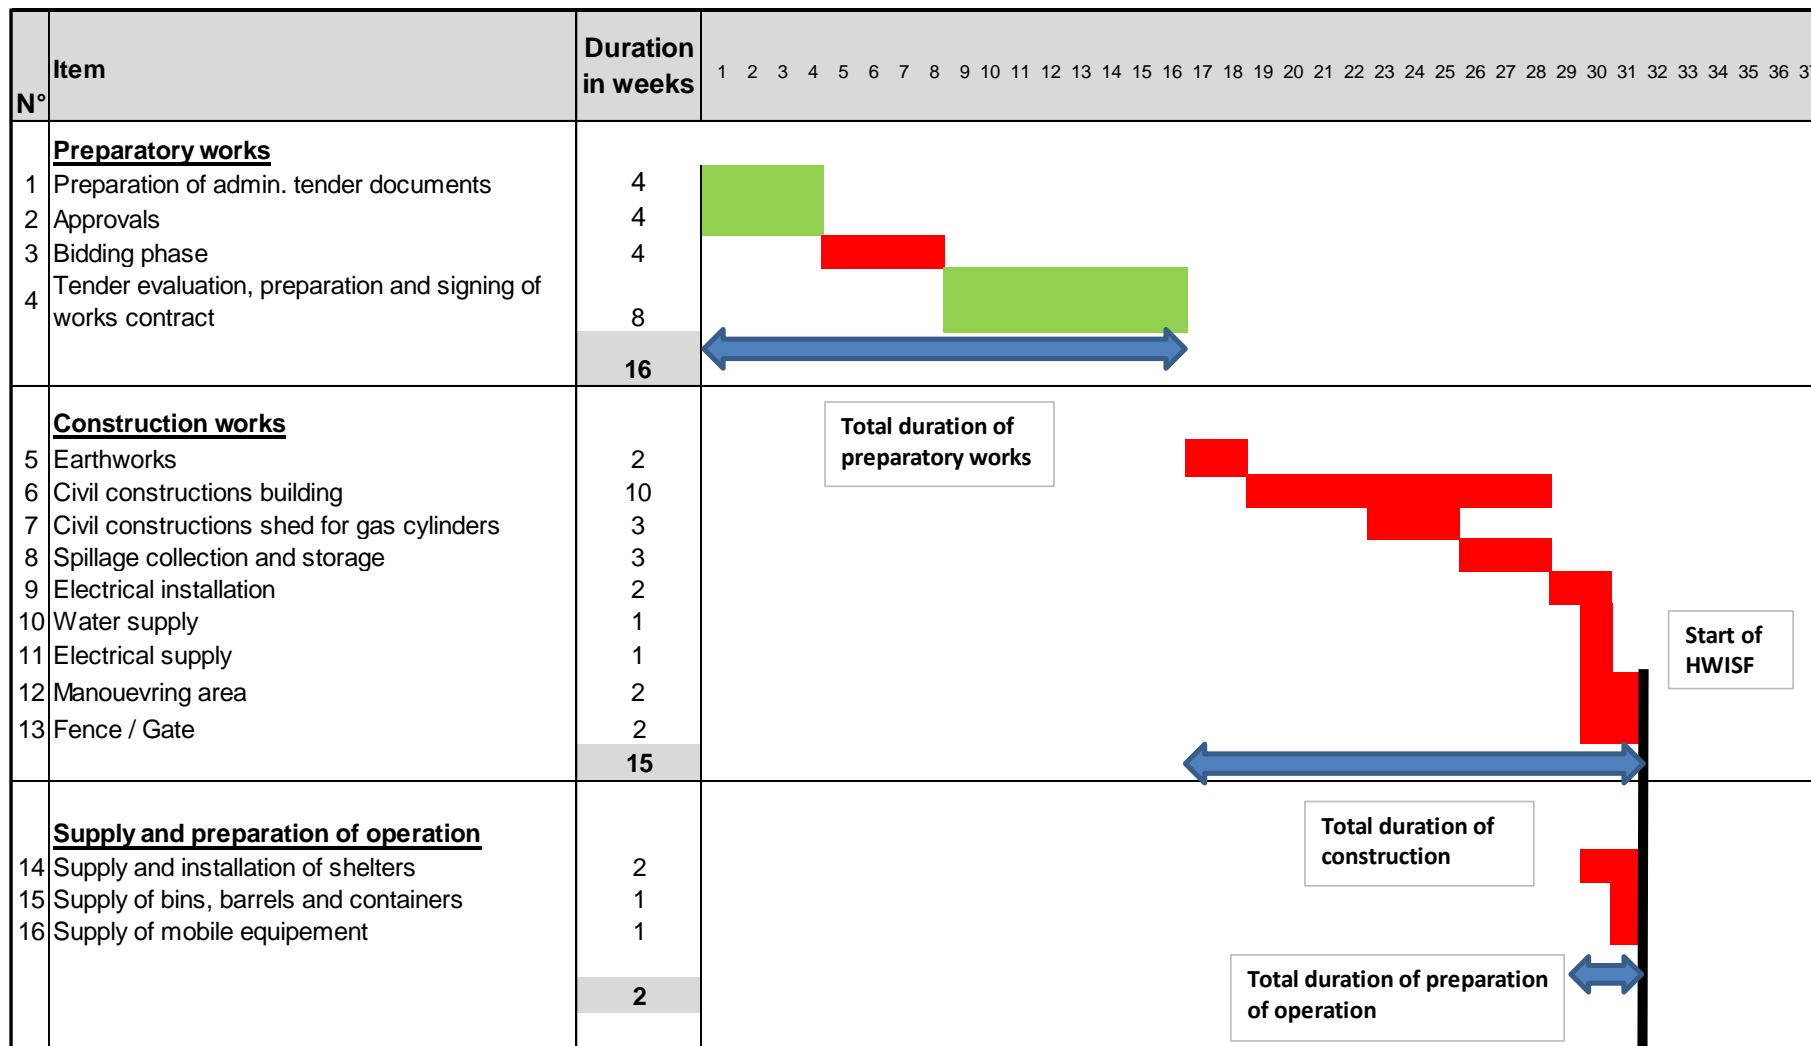 N° Item Duration in weeks 1 2 3 4 5 6 7 8 9 10 11 12 13 14 15 16 17 18 19 20 21 22 23 24 25 26 27 28 29 30 31 32 33 34 35 36 37
Preparatory works
1 Preparation of admin. tender documents 4
2 Approvals 4
3 Bidding phase 4
4 Tender evaluation, preparation and signing of
works contract 8
16
Total duration of
preparatory works
Construction works
5 Earthworks 2
6 Civil constructions building 10
7 Civil constructions shed for gas cylinders 3
8 Spillage collection and storage 3
9 Electrical installation 2
10 Water supply 1
11 Electrical supply 1
12 Manouevring area 2
13 Fence / Gate 2
15
Start of
HWISF
Total duration of
construction
Supply and preparation of operation
14 Supply and installation of shelters 2
15 Supply of bins, barrels and containers 1
16 Supply of mobile equipement 1
2
Total duration of preparation
of operation